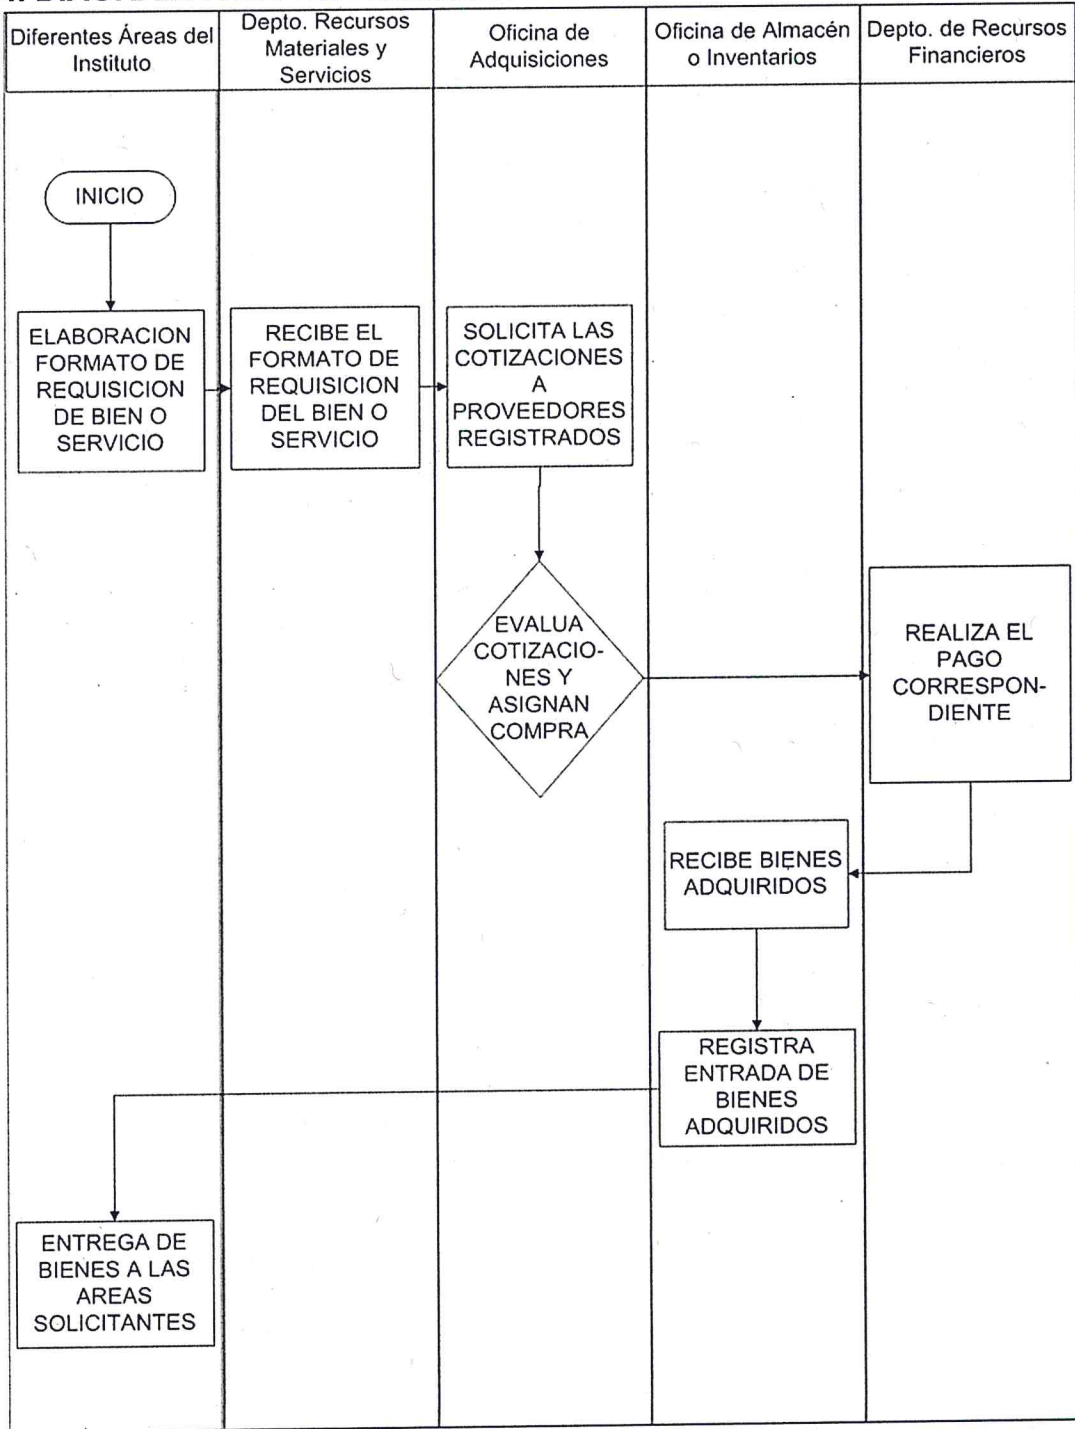 Diferentes Áreas del
Instituto
Depto. Recursos
Materiales y
Servicios
Oficina de
Adquisiciones
Oficina de Almacén
o Inventarios
Depto. de Recursos
Financieros
INICIO
ELABORACION
FORMATO DE
REQUISICION
DE BIEN O
SERVICIO
RECIBE EL
FORMATO DE
REQUISICION
DEL BIEN O
SERVICIO
SOLICITA LAS
COTIZACIONES
A
PROVEEDORES
REGISTRADOS
EVALUA
COTIZACIO-
NES Y
ASIGNAN
COMPRA
REALIZA EL
PAGO
CORRESPON-
DIENTE
RECIBE BIENES
ADQUIRIDOS
REGISTRA
ENTRADA DE
BIENES
ADQUIRIDOS
ENTREGA DE
BIENES A LAS
AREAS
SOLICITANTES